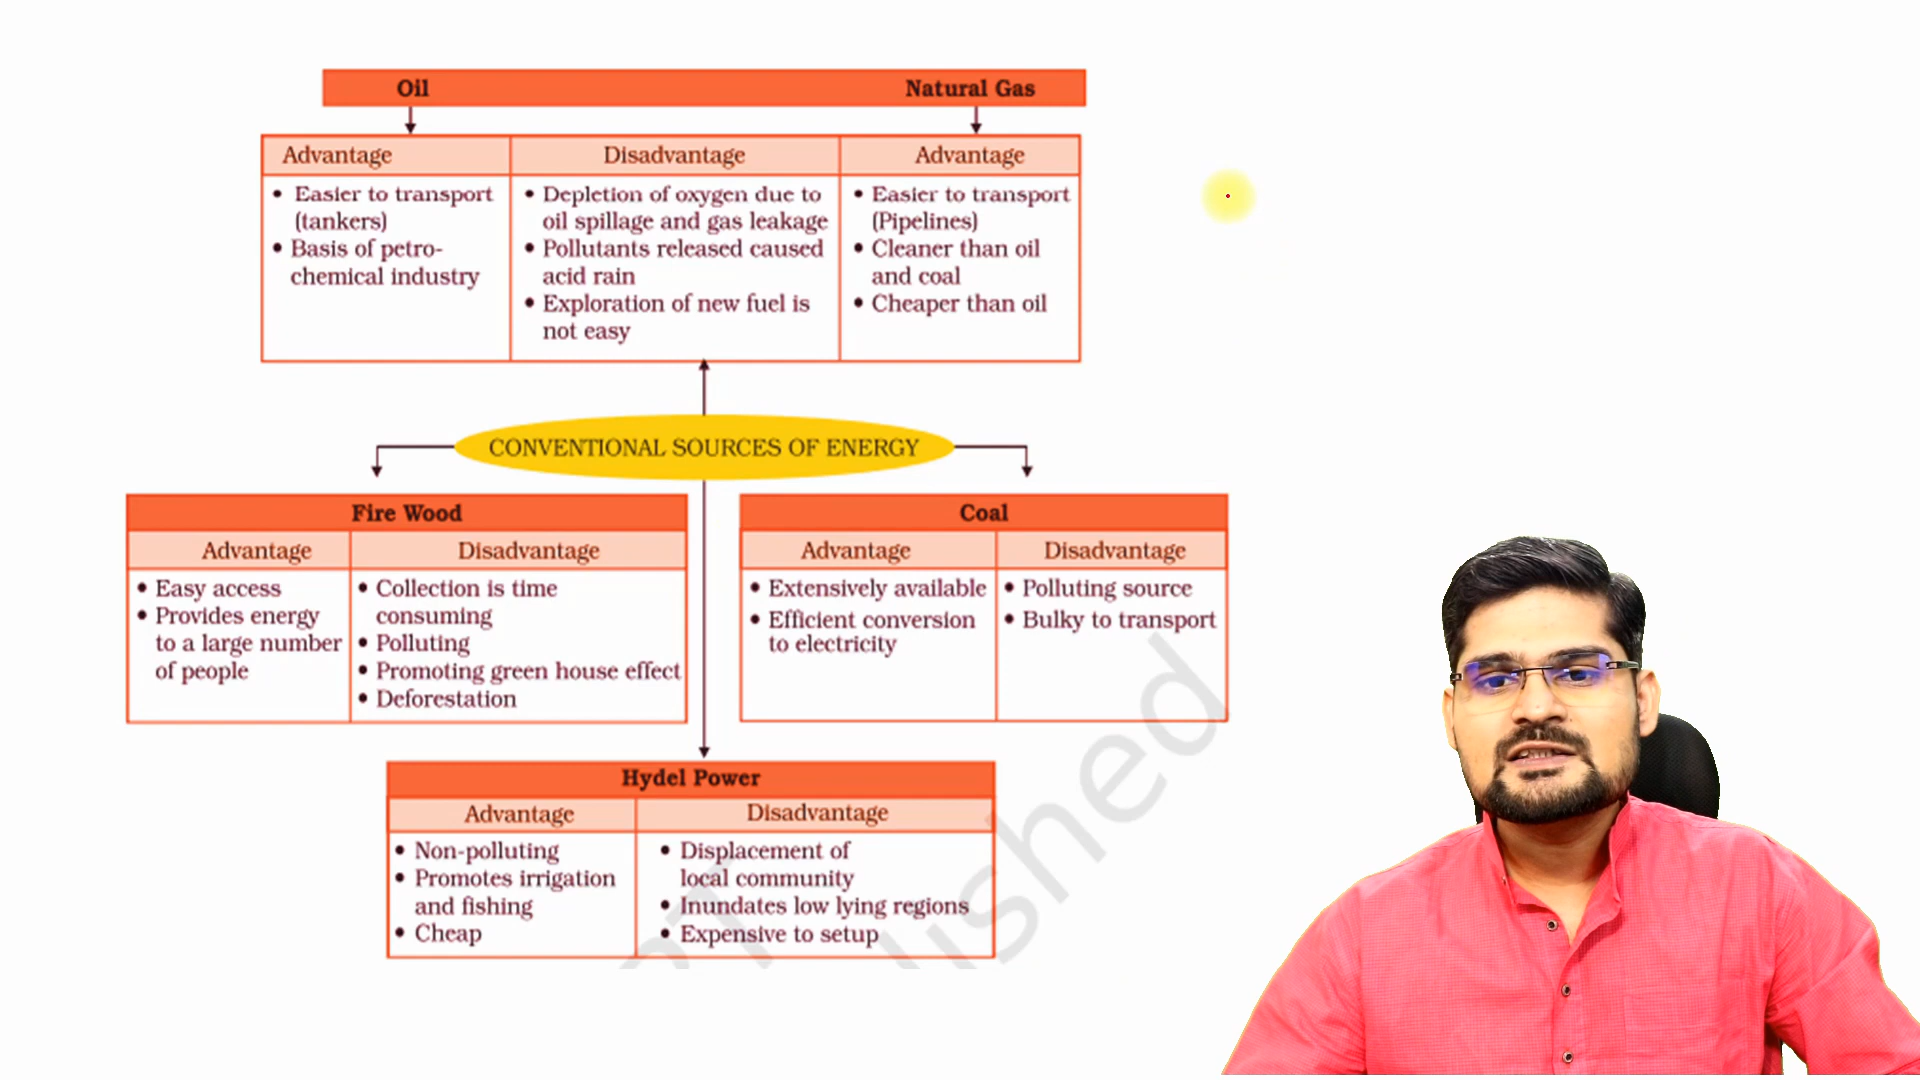 Oil Natural Gas
Advantage Disadvantage Advantage
• Easier to transport
(tankers)
• Basis of petro-
chemical industry
• Depletion of oxygen due to
oil spillage and gas leakage
• Pollutants released caused
acid rain
• Exploration of new fuel is
not easy
• Easier to transport
(Pipelines)
• Cleaner than oil
and coal
• Cheaper than oil
CONVENTIONAL SOURCES OF ENERGY
Fire Wood
Advantage Disadvantage
• Easy access
• Provides energy
to a large number
of people
• Collection is time
consuming
• Polluting
• Promoting green house effect
• Deforestation
Coal
Advantage Disadvantage
• Extensively available
• Efficient conversion
to electricity
• Polluting source
• Bulky to transport
Hydel Power
Advantage Disadvantage
• Non-polluting
• Promotes irrigation
and fishing
• Cheap
• Displacement of
local community
• Inundates low lying regions
• Expensive to setup